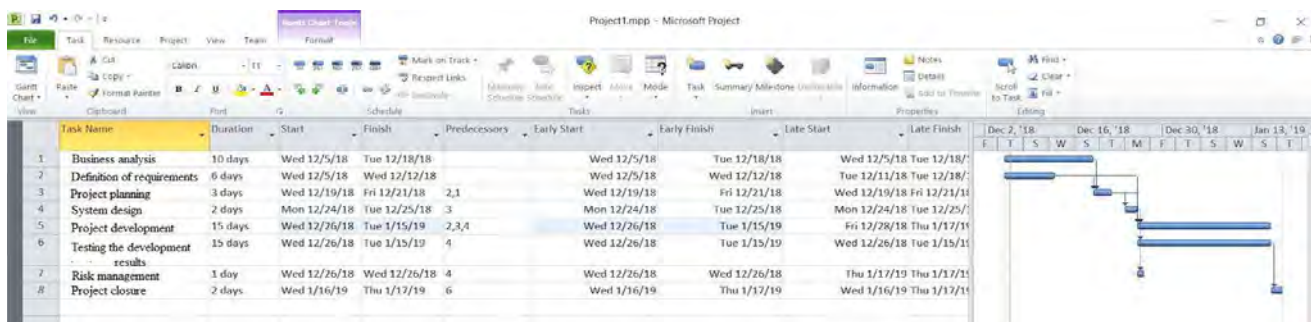 Gantt Chart Tools
Project1.mpp - Microsoft Project
File Task Resource Project View Team Format
Cut Calibri 11 Mark on Track Notes Find
Copy Respect Links Details Clear
Gantt Chart Paste Format Painter B I U A Inspect Mode Task Summary Milestone Information Scroll to Task Fill
View Clipboard Font Schedule Tasks Insert Properties Editing
Task Name Duration Start Finish Predecessors Early Start Early Finish Late Start Late Finish Dec 2, '18 Dec 16, '18 Dec 30, '18 Jan 13, '19
F T S W S T M F T S W S T
1 Business analysis 10 days Wed 12/5/18 Tue 12/18/18 Wed 12/5/18 Tue 12/18/18 Wed 12/5/18 Tue 12/18/
2 Definition of requirements 6 days Wed 12/5/18 Wed 12/12/18 Wed 12/5/18 Wed 12/12/18 Tue 12/11/18 Tue 12/18/
3 Project planning 3 days Wed 12/19/18 Fri 12/21/18 2,1 Wed 12/19/18 Fri 12/21/18 Wed 12/19/18 Fri 12/21/1
4 System design 2 days Mon 12/24/18 Tue 12/25/18 3 Mon 12/24/18 Tue 12/25/18 Mon 12/24/18 Tue 12/25/
5 Project development 15 days Wed 12/26/18 Tue 1/15/19 2,3,4 Wed 12/26/18 Tue 1/15/19 Fri 12/28/18 Thu 1/17/1
6 Testing the development 15 days Wed 12/26/18 Tue 1/15/19 4 Wed 12/26/18 Tue 1/15/19 Wed 12/26/18 Tue 1/15/1
results
7 Risk management 1 day Wed 12/26/18 Wed 12/26/18 4 Wed 12/26/18 Wed 12/26/18 Thu 1/17/19 Thu 1/17/1
8 Project closure 2 days Wed 1/16/19 Thu 1/17/19 6 Wed 1/16/19 Thu 1/17/19 Wed 1/16/19 Thu 1/17/1